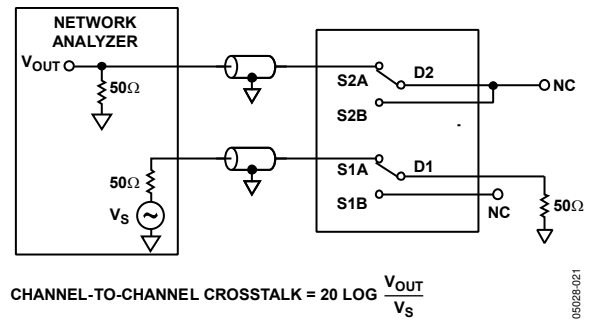 NETWORK
ANALYZER
VOUT
50Ω
S2A
D2
NC
S2B
50Ω
VS
S1A
D1
S1B
NC
50Ω
CHANNEL-TO-CHANNEL CROSSTALK = 20 LOG VOUT / VS
05028-021